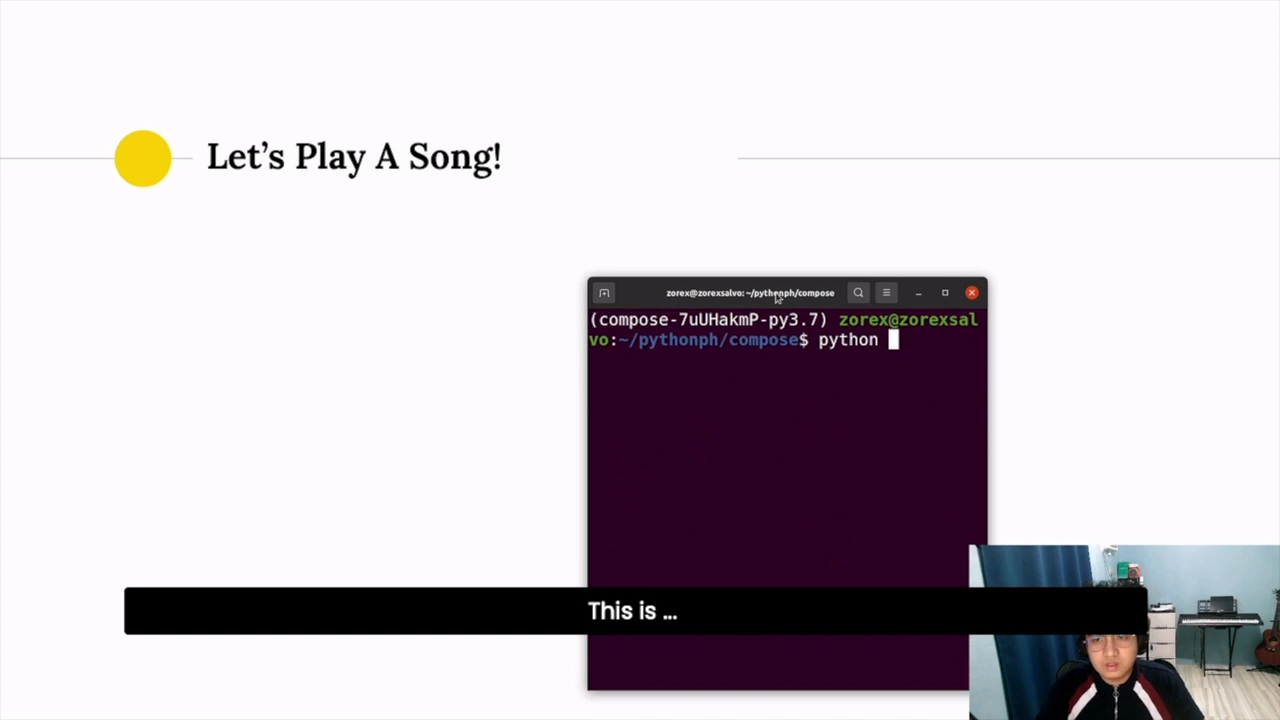 Let's Play A Song!
zorex@zorexsalvo: ~/pythonph/compose
(compose-7uUHakmP-py3.7) zorex@zorexsal
vo:~/pythonph/compose$ python
This is ...